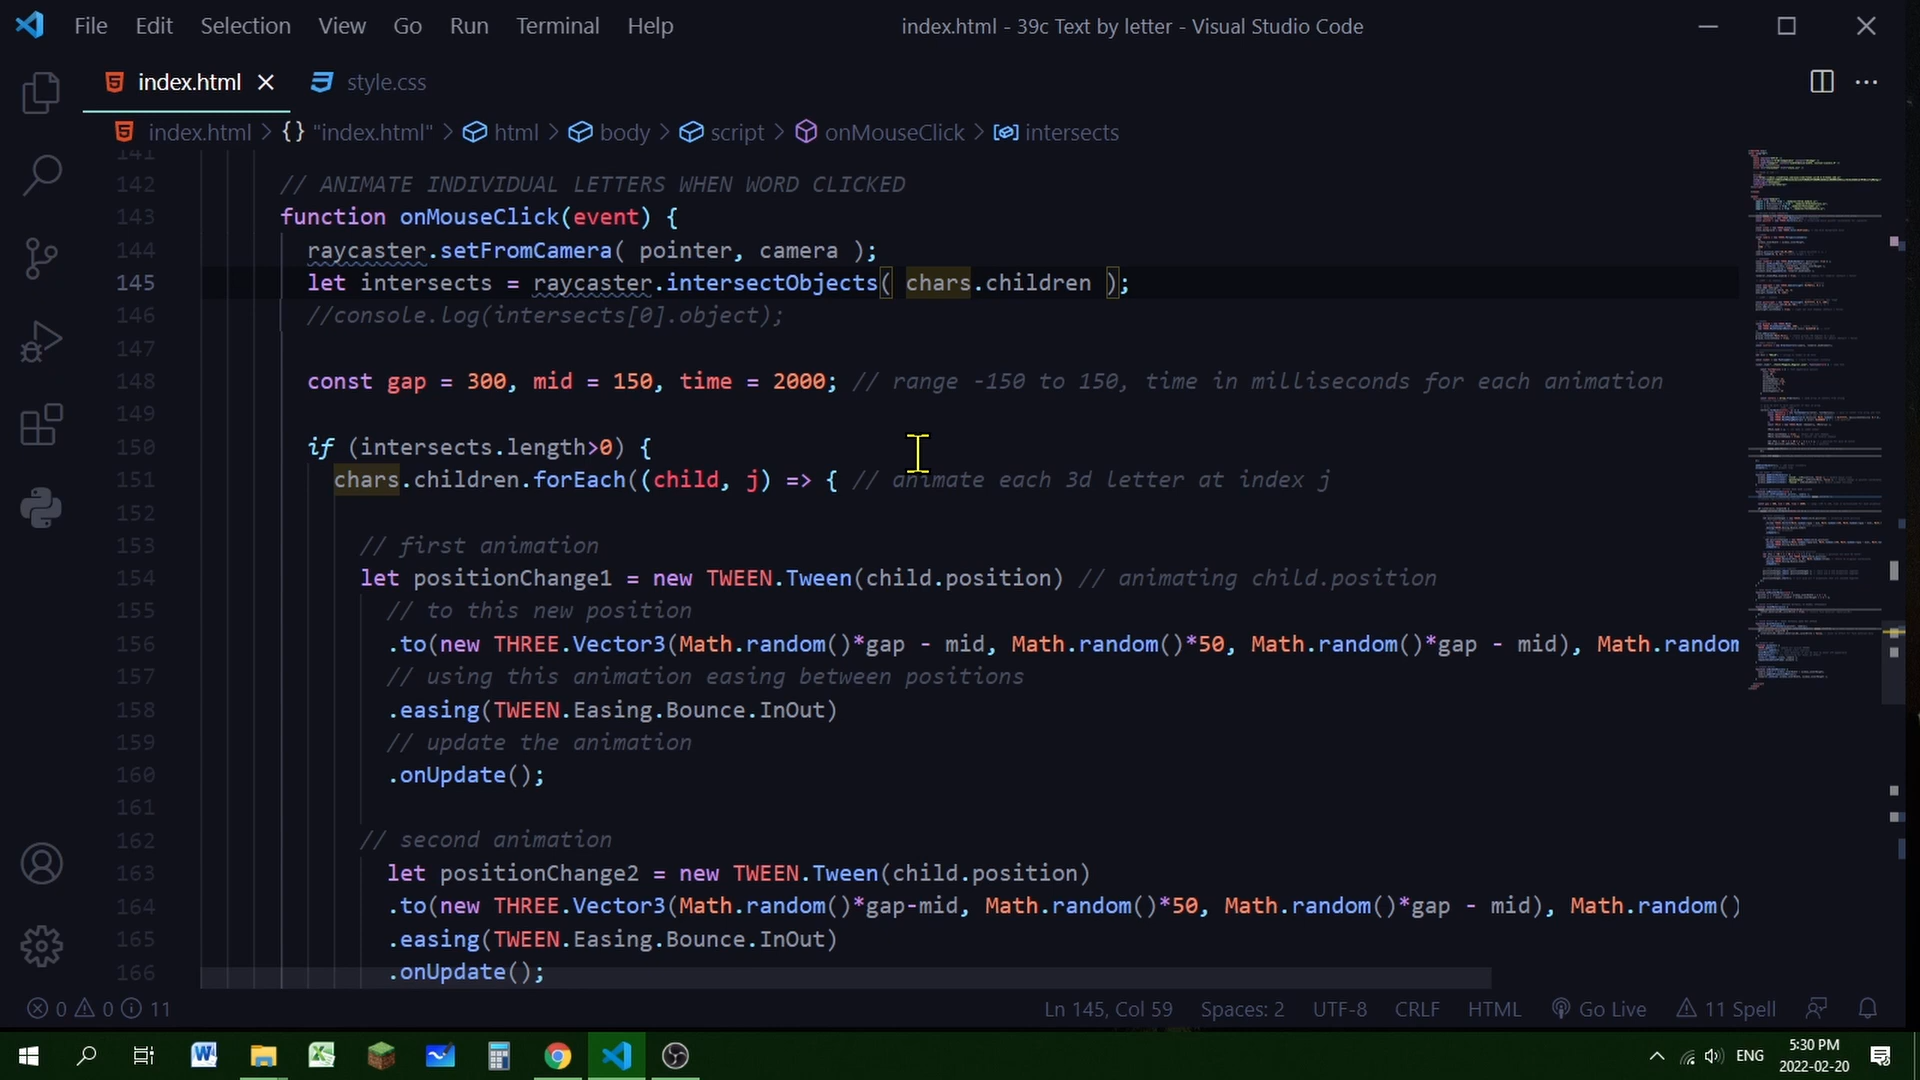 File Edit Selection View Go Run Terminal Help index.html - 39c Text by letter - Visual Studio Code
index.html style.css
index.html > {} "index.html" > html > body > script > onMouseClick > intersects
141
142 // ANIMATE INDIVIDUAL LETTERS WHEN WORD CLICKED
143 function onMouseClick(event) {
144 raycaster.setFromCamera( pointer, camera );
145 let intersects = raycaster.intersectObjects( chars.children );
146 //console.log(intersects[0].object);
147
148 const gap = 300, mid = 150, time = 2000; // range -150 to 150, time in milliseconds for each animation
149
150 if (intersects.length>0) {
151 chars.children.forEach((child, j) => { // animate each 3d letter at index j
152
153 // first animation
154 let positionChange1 = new TWEEN.Tween(child.position) // animating child.position
155 // to this new position
156 .to(new THREE.Vector3(Math.random()*gap - mid, Math.random()*50, Math.random()*gap - mid), Math.random
157 // using this animation easing between positions
158 .easing(TWEEN.Easing.Bounce.InOut)
159 // update the animation
160 .onUpdate();
161
162 // second animation
163 let positionChange2 = new TWEEN.Tween(child.position)
164 .to(new THREE.Vector3(Math.random()*gap-mid, Math.random()*50, Math.random()*gap - mid), Math.random()
165 .easing(TWEEN.Easing.Bounce.InOut)
166 .onUpdate();
0 0 11 Ln 145, Col 59 Spaces: 2 UTF-8 CRLF HTML Go Live 11 Spell
ENG 5:30 PM
2022-02-20